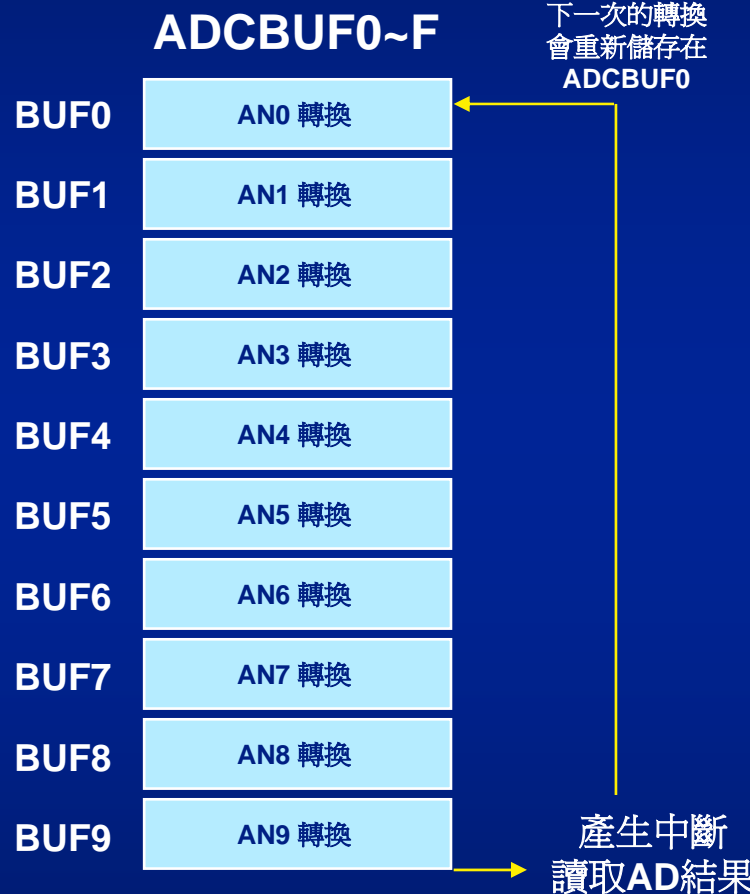 ADCBUF0~F
下一次的轉換
會重新儲存在
ADCBUF0
BUF0 AN0 轉換
BUF1 AN1 轉換
BUF2 AN2 轉換
BUF3 AN3 轉換
BUF4 AN4 轉換
BUF5 AN5 轉換
BUF6 AN6 轉換
BUF7 AN7 轉換
BUF8 AN8 轉換
BUF9 AN9 轉換
產生中斷
讀取AD結果